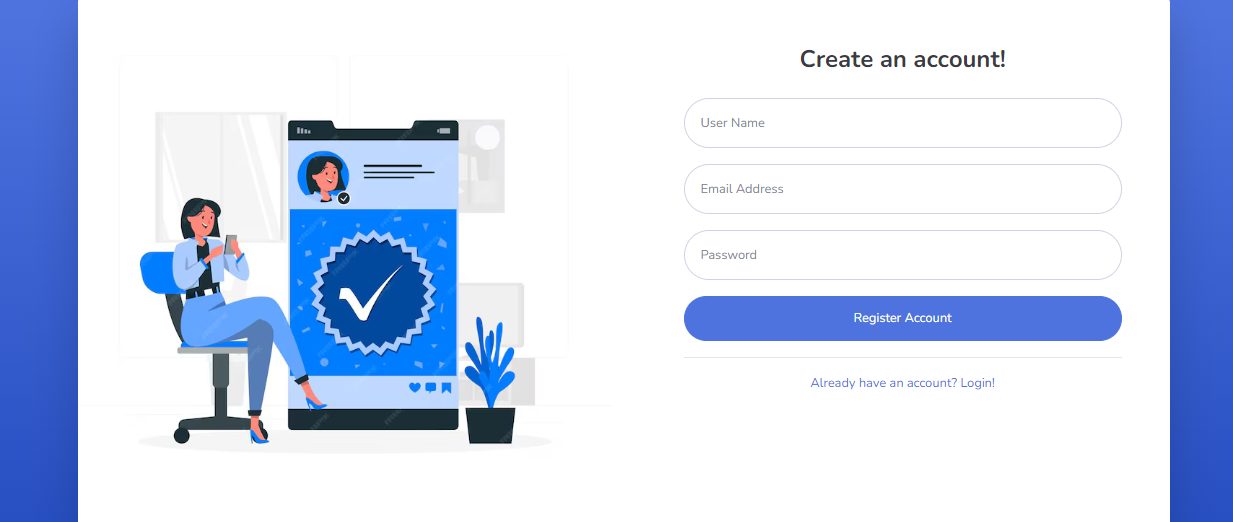 Create an account!
User Name
Email Address
Password
Register Account
Already have an account? Login!